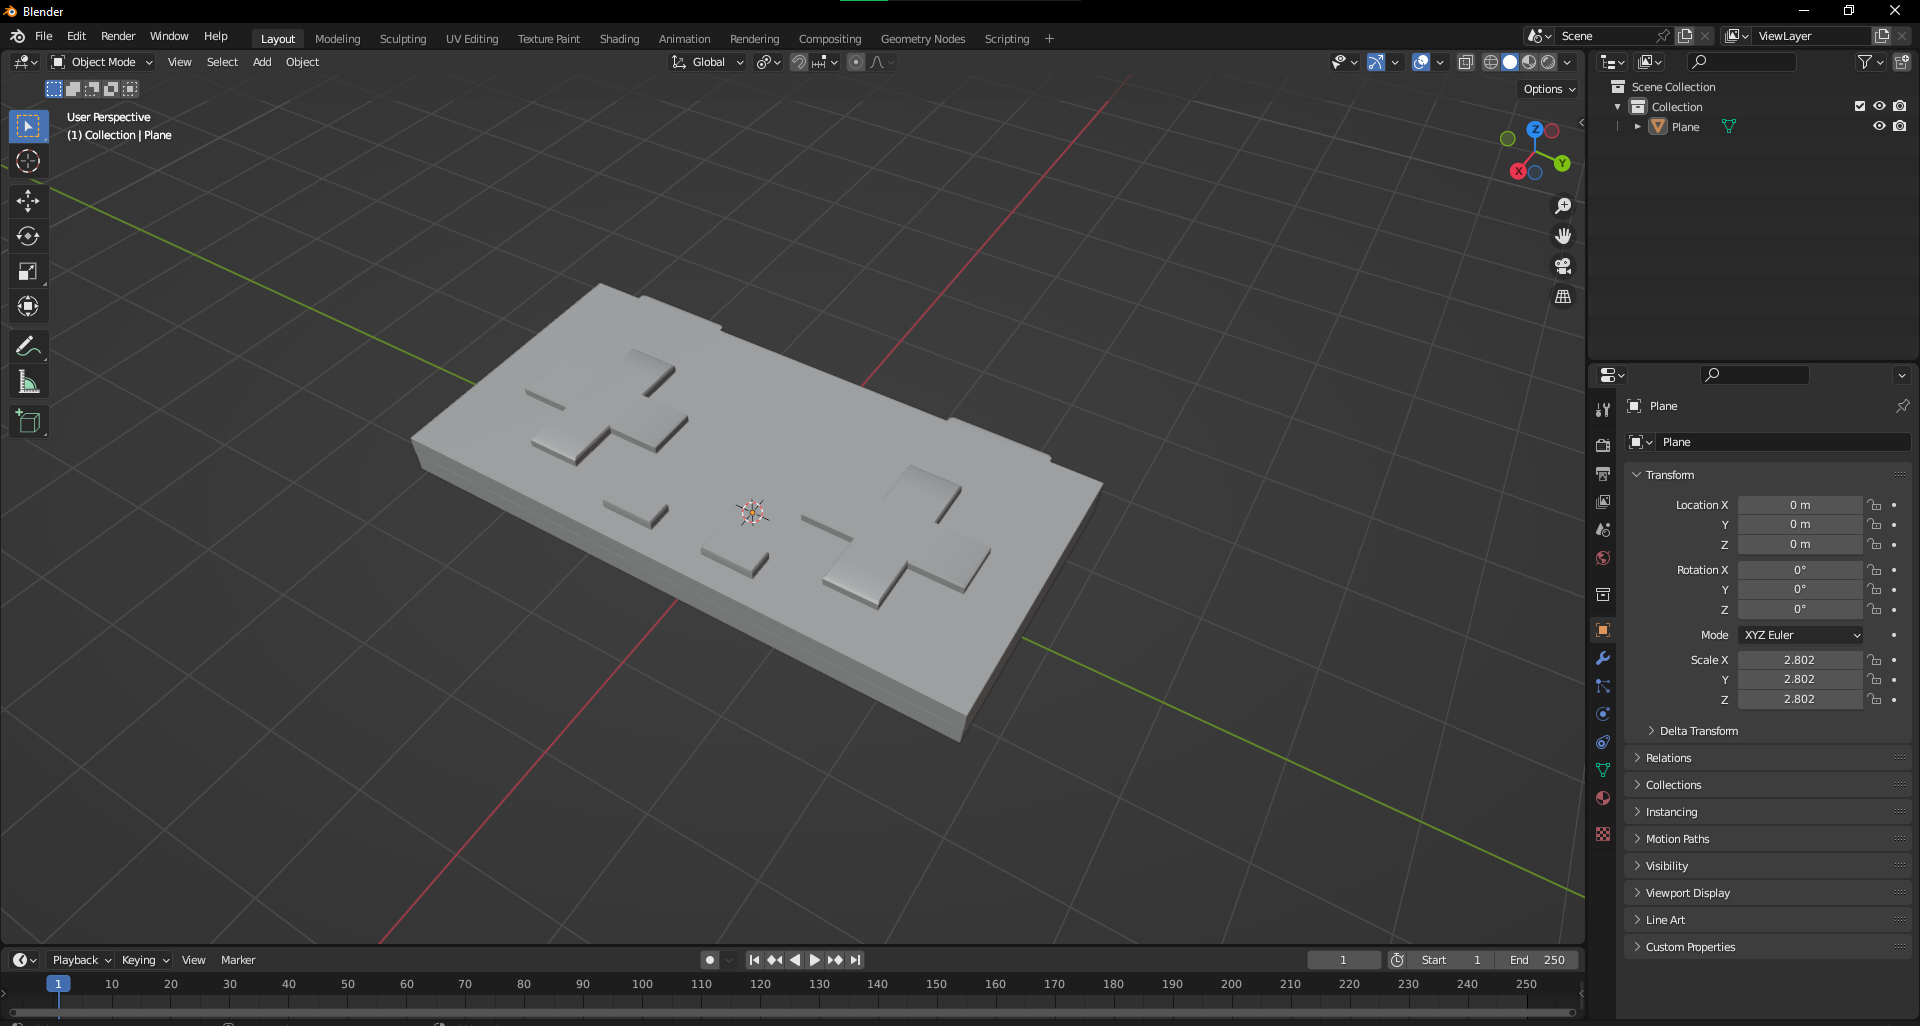 Blender
File Edit Render Window Help
Layout Modeling Sculpting UV Editing Texture Paint Shading Animation Rendering Compositing Geometry Nodes Scripting +
Scene
ViewLayer
Object Mode View Select Add Object
Global
Options
User Perspective
(1) Collection | Plane
Z
Y
X
Scene Collection
Collection
Plane
Plane
Plane
Transform
Location X 0 m
Y 0 m
Z 0 m
Rotation X 0°
Y 0°
Z 0°
Mode XYZ Euler
Scale X 2.802
Y 2.802
Z 2.802
Delta Transform
Relations
Collections
Instancing
Motion Paths
Visibility
Viewport Display
Line Art
Custom Properties
Playback Keying View Marker
1 Start 1 End 250
1 10 20 30 40 50 60 70 80 90 100 110 120 130 140 150 160 170 180 190 200 210 220 230 240 250